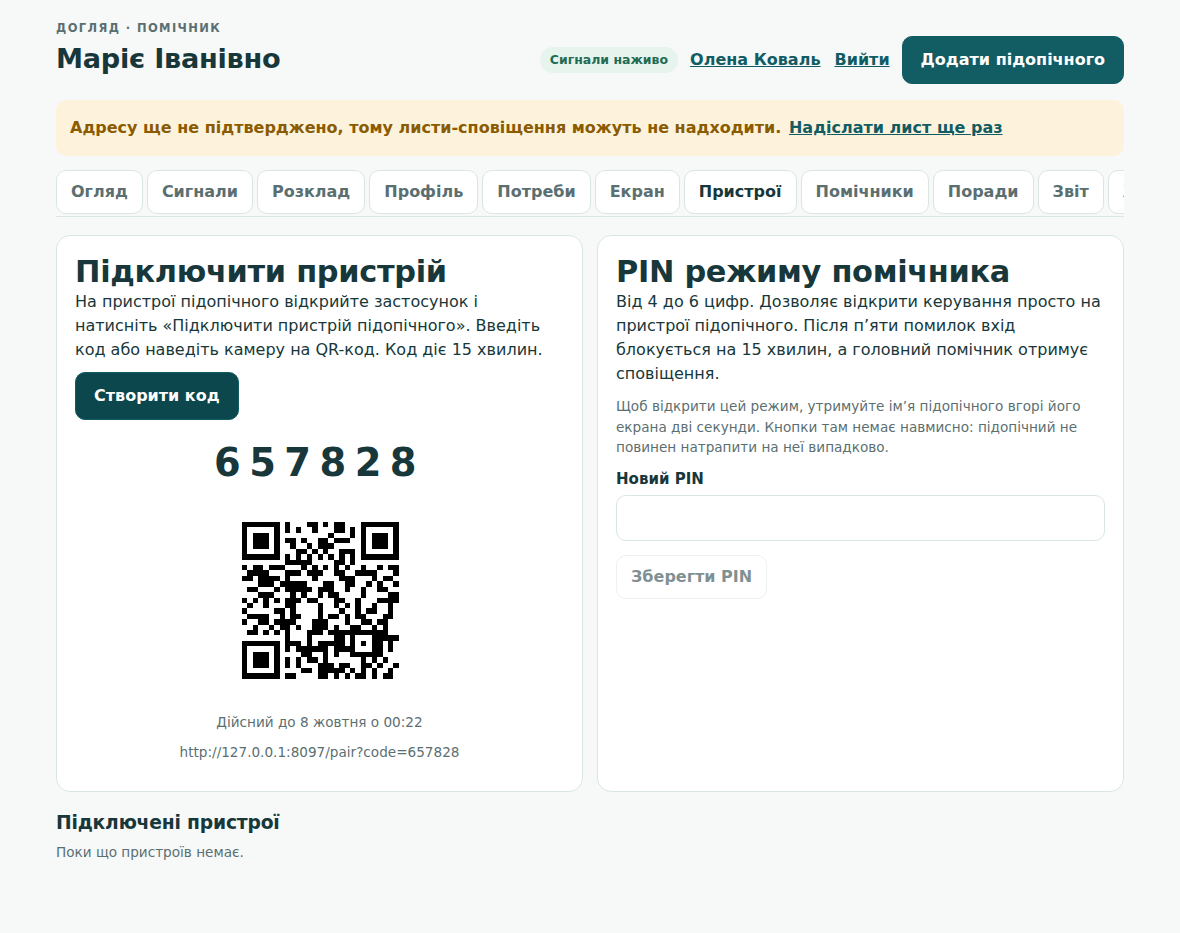 ДОГЛЯД · ПОМІЧНИК
Маріє Іванівно
Сигнали наживо
Олена Коваль
Вийти
Додати підопічного
Адресу ще не підтверджено, тому листи-сповіщення можуть не надходити. Надіслати лист ще раз
Огляд
Сигнали
Розклад
Профіль
Потреби
Екран
Пристрої
Помічники
Поради
Звіт
Підключити пристрій
На пристрої підопічного відкрийте застосунок і
натисніть «Підключити пристрій підопічного». Введіть
код або наведіть камеру на QR-код. Код діє 15 хвилин.
Створити код
657828
Дійсний до 8 жовтня о 00:22
http://127.0.0.1:8097/pair?code=657828
PIN режиму помічника
Від 4 до 6 цифр. Дозволяє відкрити керування просто на
пристрої підопічного. Після п’яти помилок вхід
блокується на 15 хвилин, а головний помічник отримує
сповіщення.
Щоб відкрити цей режим, утримуйте ім’я підопічного вгорі його
екрана дві секунди. Кнопки там немає навмисно: підопічний не
повинен натрапити на неї випадково.
Новий PIN
Зберегти PIN
Підключені пристрої
Поки що пристроїв немає.